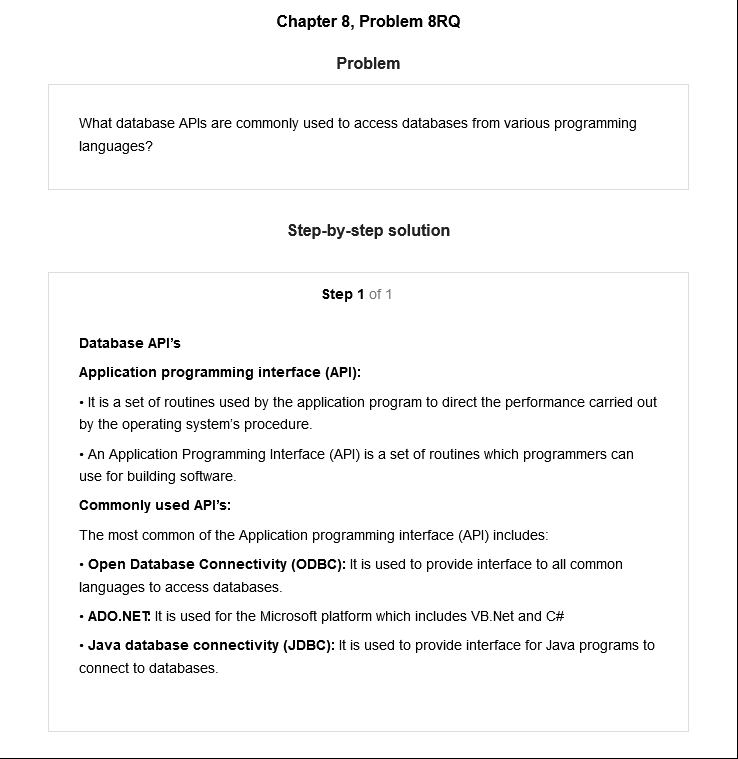 Chapter 8, Problem 8RQ
Problem
What database APIs are commonly used to access databases from various programming
languages?
Step-by-step solution
Step 1 of 1
Database API's
Application programming interface (API):
• It is a set of routines used by the application program to direct the performance carried out
by the operating system's procedure.
• An Application Programming Interface (API) is a set of routines which programmers can
use for building software.
Commonly used API's:
The most common of the Application programming interface (API) includes:
• Open Database Connectivity (ODBC): It is used to provide interface to all common
languages to access databases.
• ADO.NET: It is used for the Microsoft platform which includes VB.Net and C#
• Java database connectivity (JDBC): It is used to provide interface for Java programs to
connect to databases.